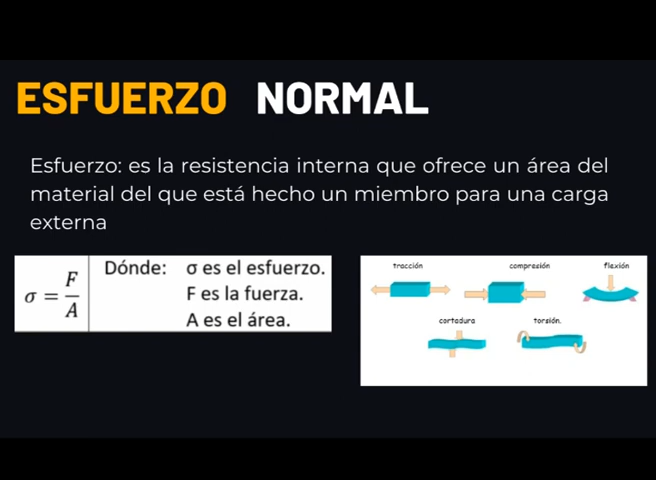 ESFUERZO NORMAL
Esfuerzo: es la resistencia interna que ofrece un área del
material del que está hecho un miembro para una carga
externa
σ = F/A
Dónde: σ es el esfuerzo.
F es la fuerza.
A es el área.
tracción
compresión
flexión
cortadura
torsión.